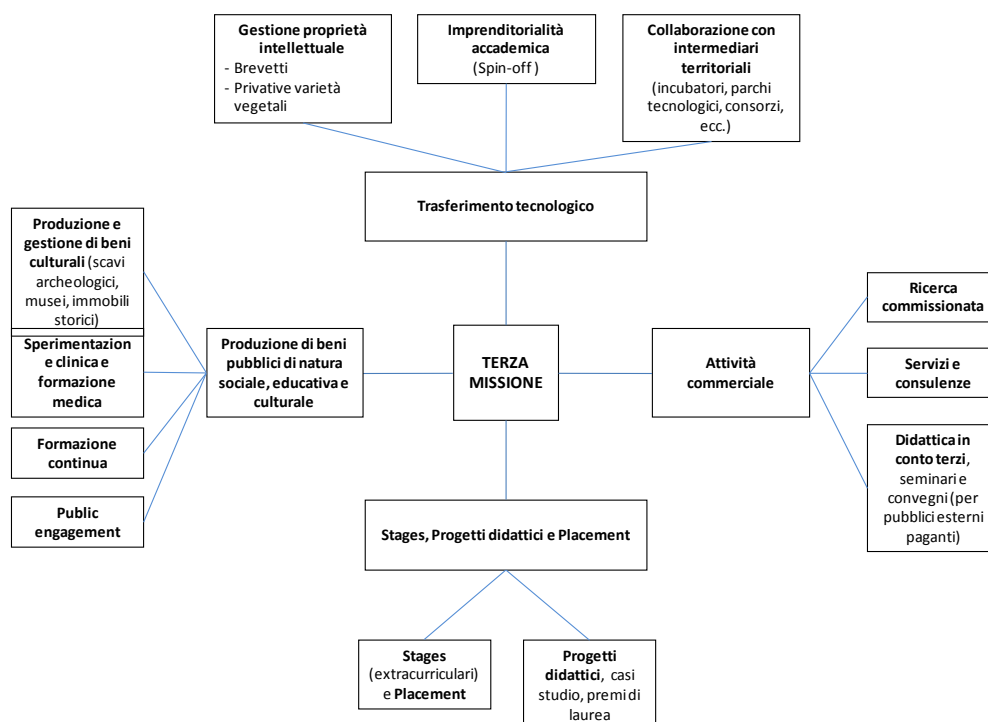 Gestione proprietà
intellettuale
- Brevetti
- Privative varietà
vegetali
Imprenditorialità
accademica
(Spin-off )
Collaborazione con
intermediari
territoriali
(incubatori, parchi
tecnologici, consorzi,
ecc.)
Trasferimento tecnologico
Produzione e
gestione di beni
culturali (scavi
archeologici,
musei, immobili
storici)
Sperimentazion
e clinica e
formazione
medica
Formazione
continua
Public
engagement
Produzione di beni
pubblici di natura
sociale, educativa e
culturale
TERZA
MISSIONE
Attività
commerciale
Ricerca
commissionata
Servizi e
consulenze
Didattica in
conto terzi,
seminari e
convegni (per
pubblici esterni
paganti)
Stages, Progetti didattici e Placement
Stages
(extracurriculari)
e Placement
Progetti
didattici, casi
studio, premi di
laurea